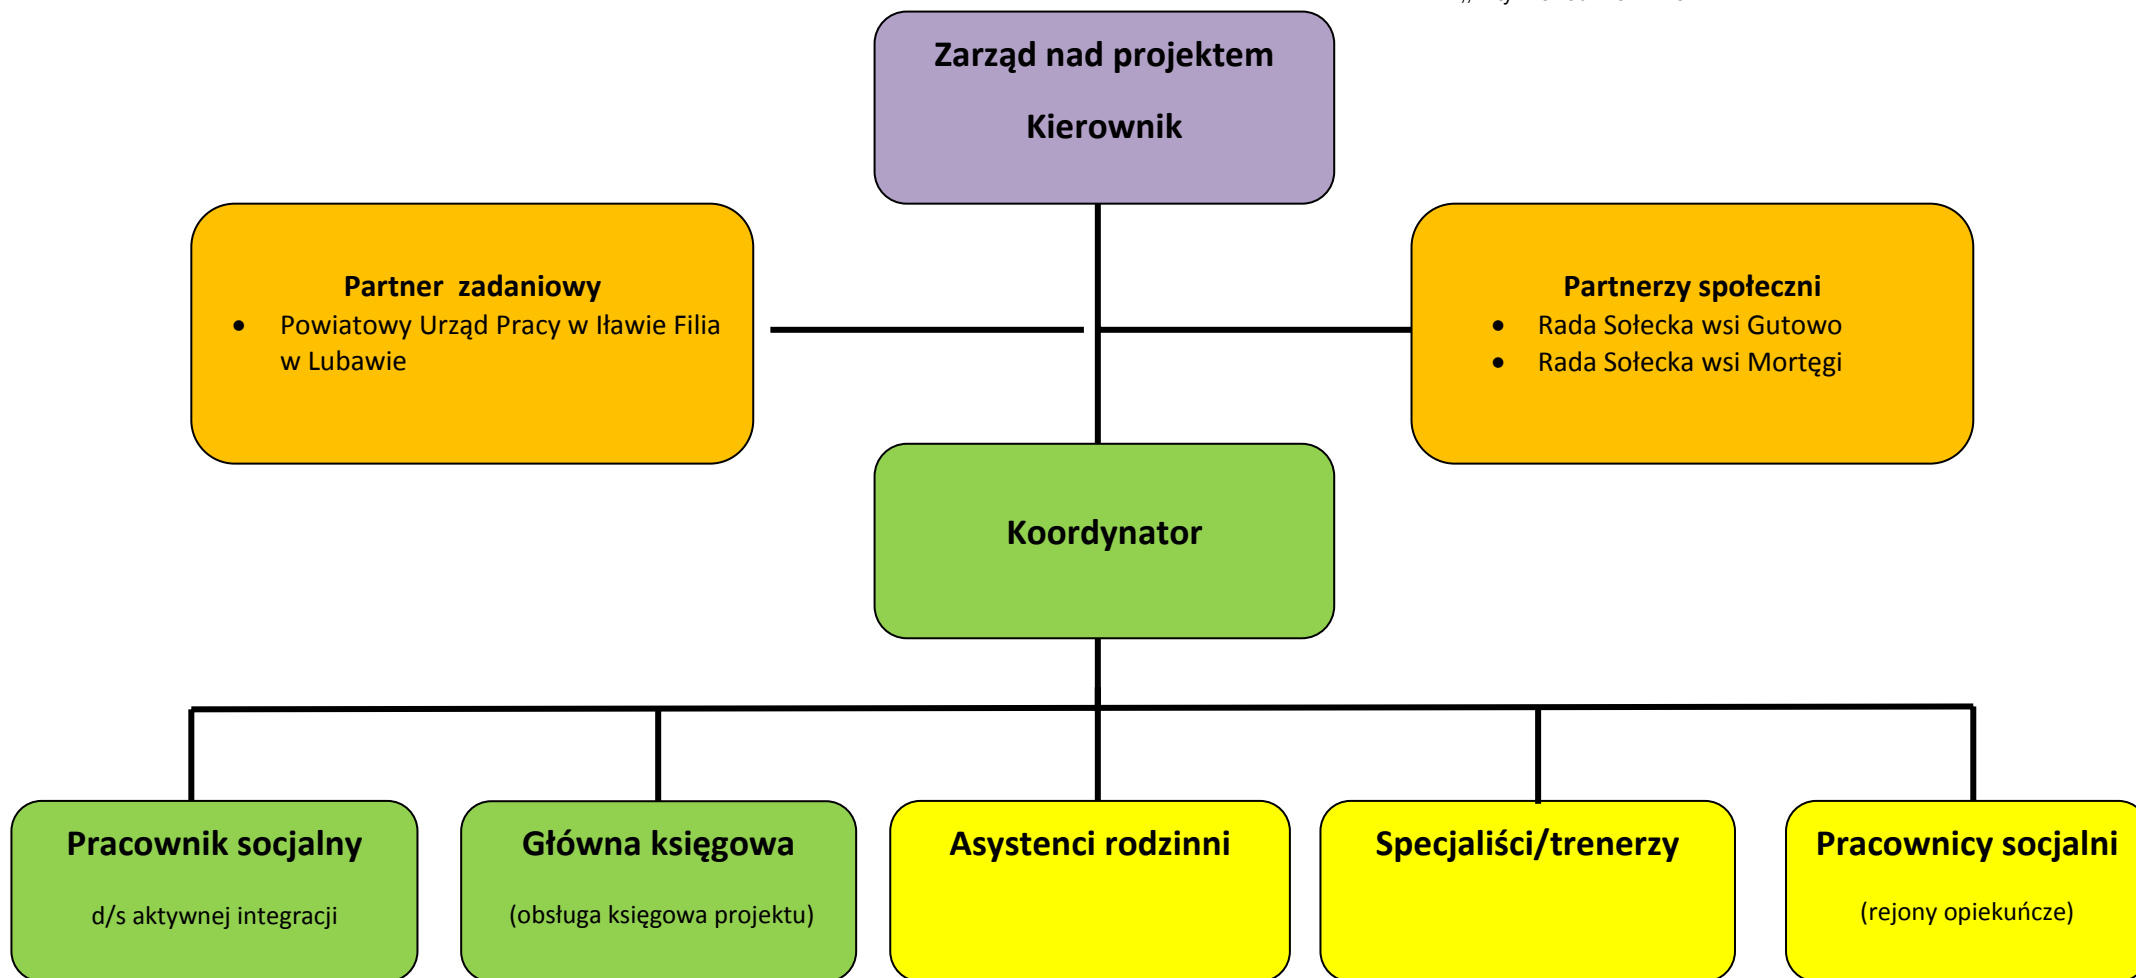 Zarząd nad projektem
Kierownik
Partner zadaniowy
• Powiatowy Urząd Pracy w Iławie Filia
w Lubawie
Partnerzy społeczni
• Rada Sołecka wsi Gutowo
• Rada Sołecka wsi Mortęgi
Koordynator
Pracownik socjalny
d/s aktywnej integracji
Główna księgowa
(obsługa księgowa projektu)
Asystenci rodzinni
Specjaliści/trenerzy
Pracownicy socjalni
(rejony opiekuńcze)